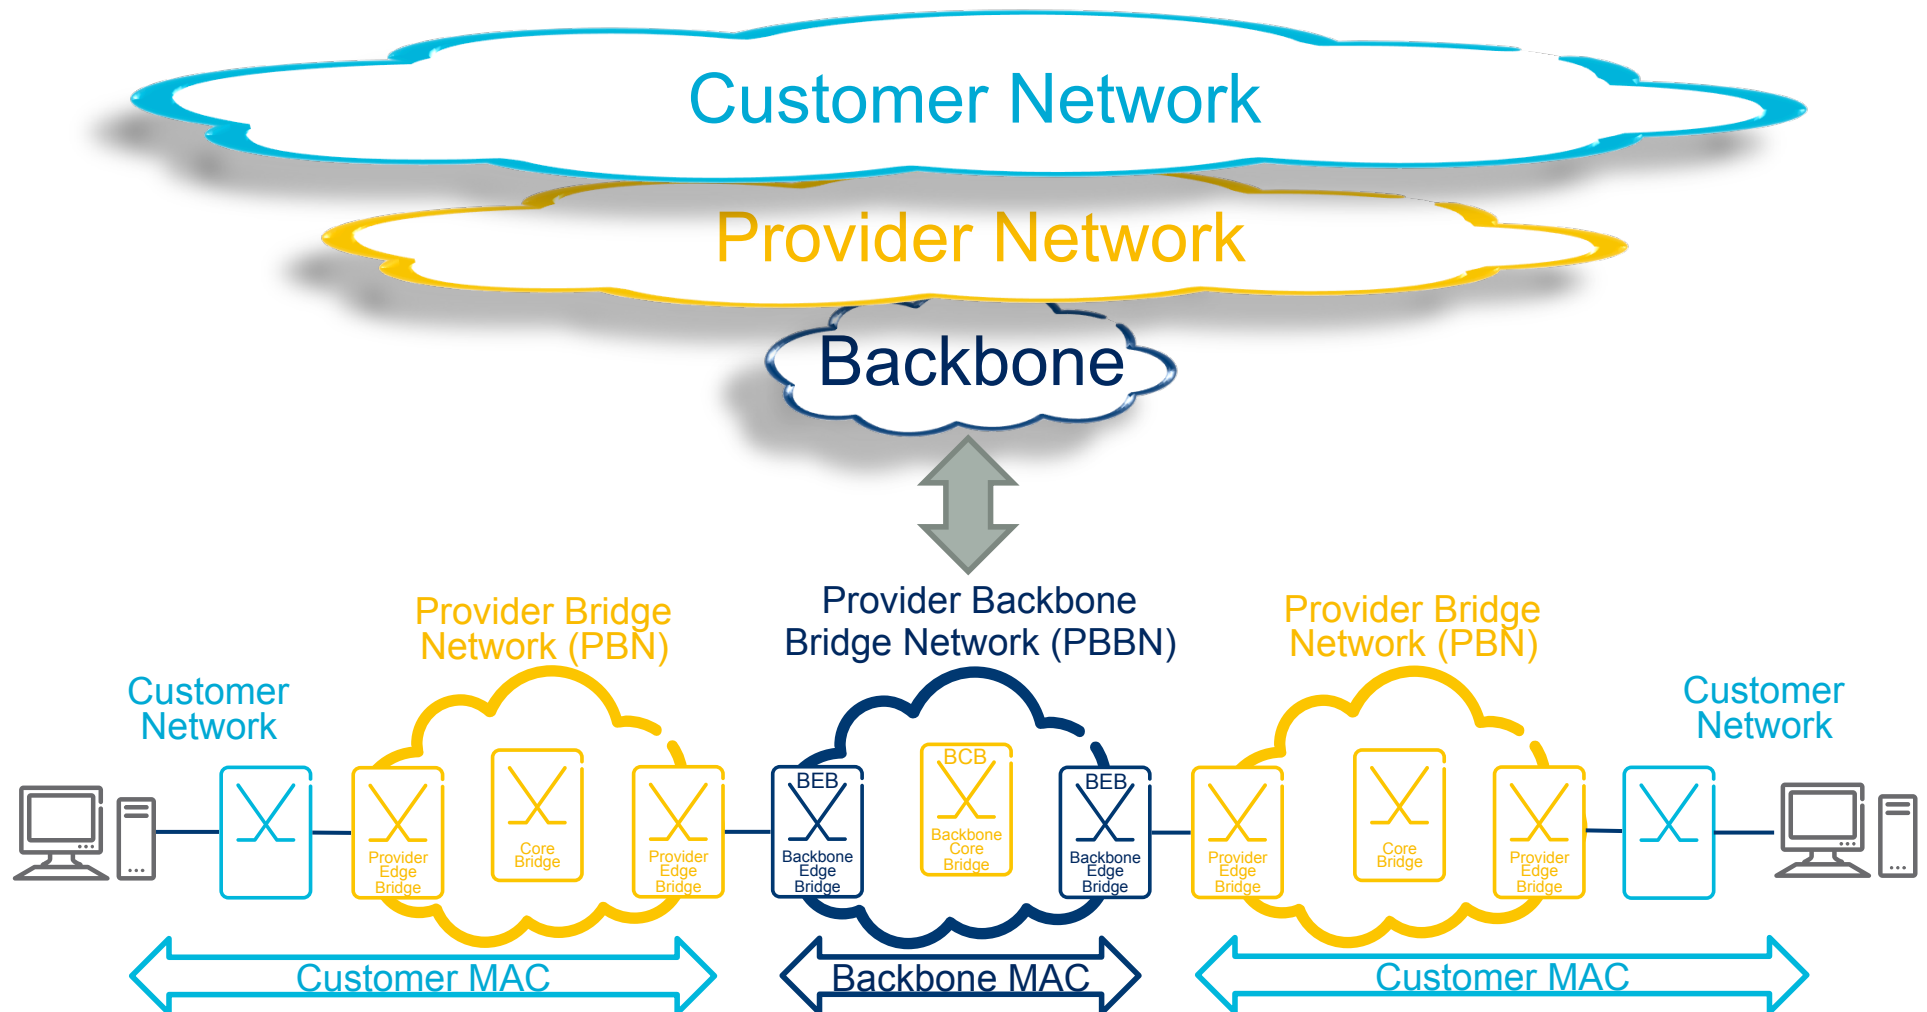 Customer Network
Provider Network
Backbone
Provider Bridge
Network (PBN)
Provider Backbone
Bridge Network (PBBN)
Provider Bridge
Network (PBN)
Customer
Network
Customer
Network
Provider
Edge
Bridge
Core
Bridge
Provider
Edge
Bridge
BEB
Backbone
Edge
Bridge
BCB
Backbone
Core
Bridge
BEB
Backbone
Edge
Bridge
Provider
Edge
Bridge
Core
Bridge
Provider
Edge
Bridge
Customer MAC
Backbone MAC
Customer MAC